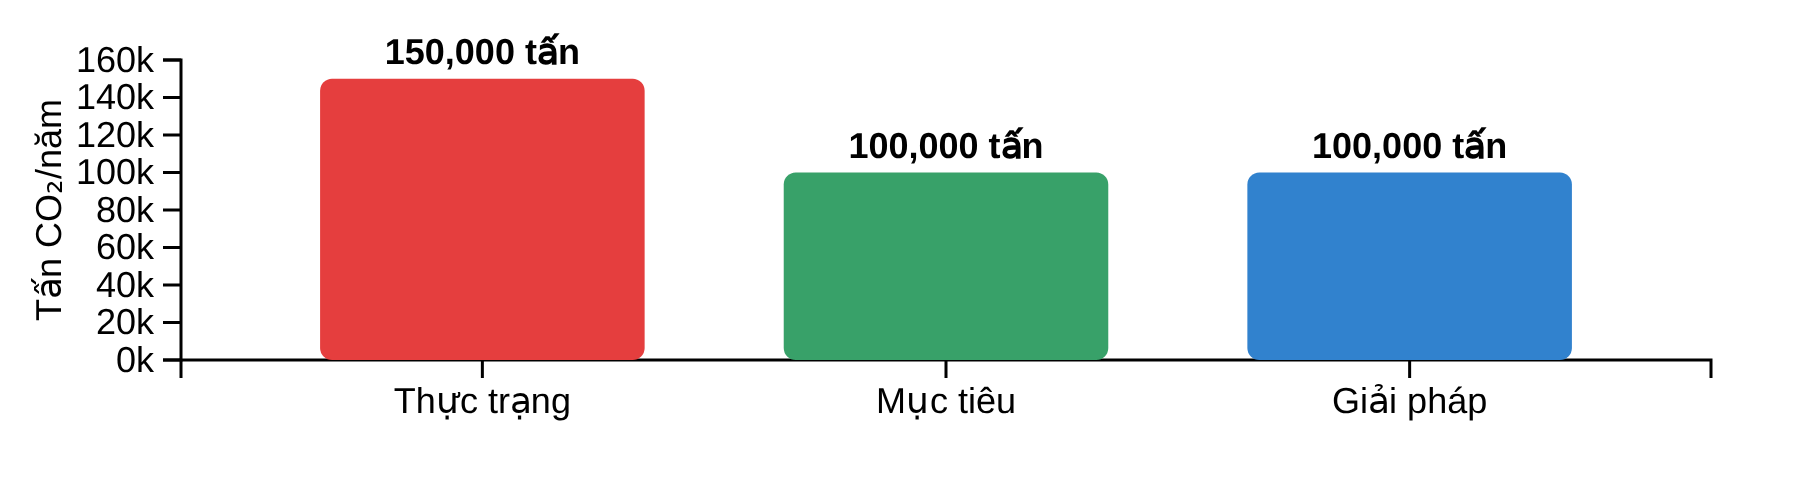 Tấn CO₂/năm
160k
140k
120k
100k
80k
60k
40k
20k
0k
150,000 tấn
100,000 tấn
100,000 tấn
Thực trạng
Mục tiêu
Giải pháp